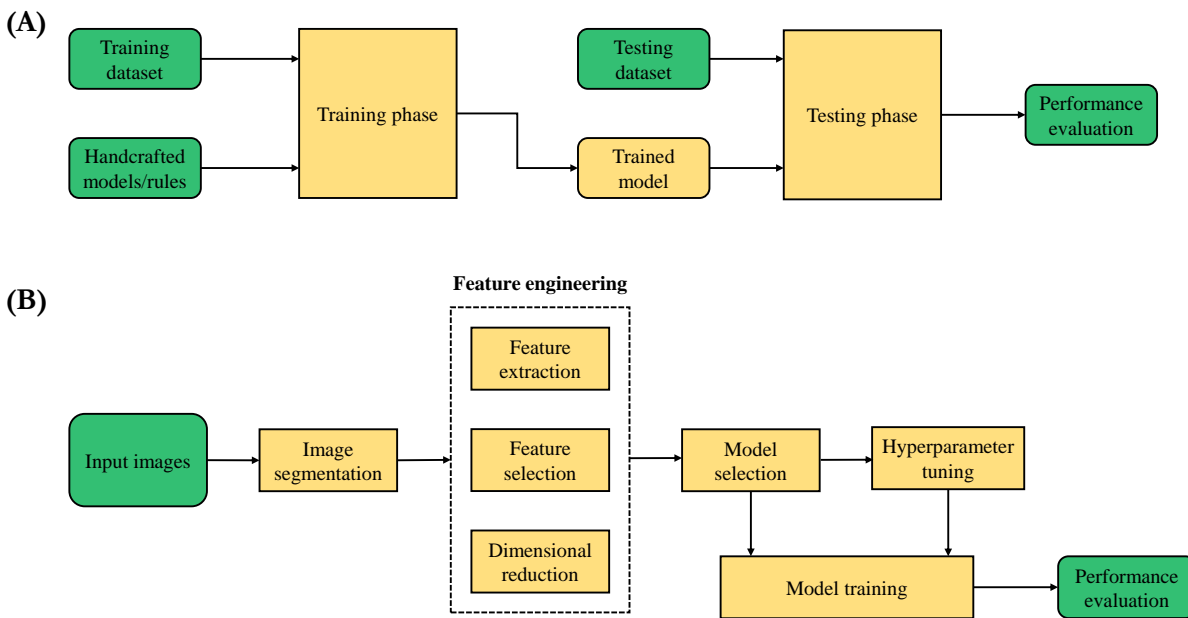 (A)
Training
dataset
Handcrafted
models/rules
Training phase
Testing
dataset
Trained
model
Testing phase
Performance
evaluation
(B)
Feature engineering
Input images
Image
segmentation
Feature
extraction
Feature
selection
Dimensional
reduction
Model
selection
Hyperparameter
tuning
Model training
Performance
evaluation